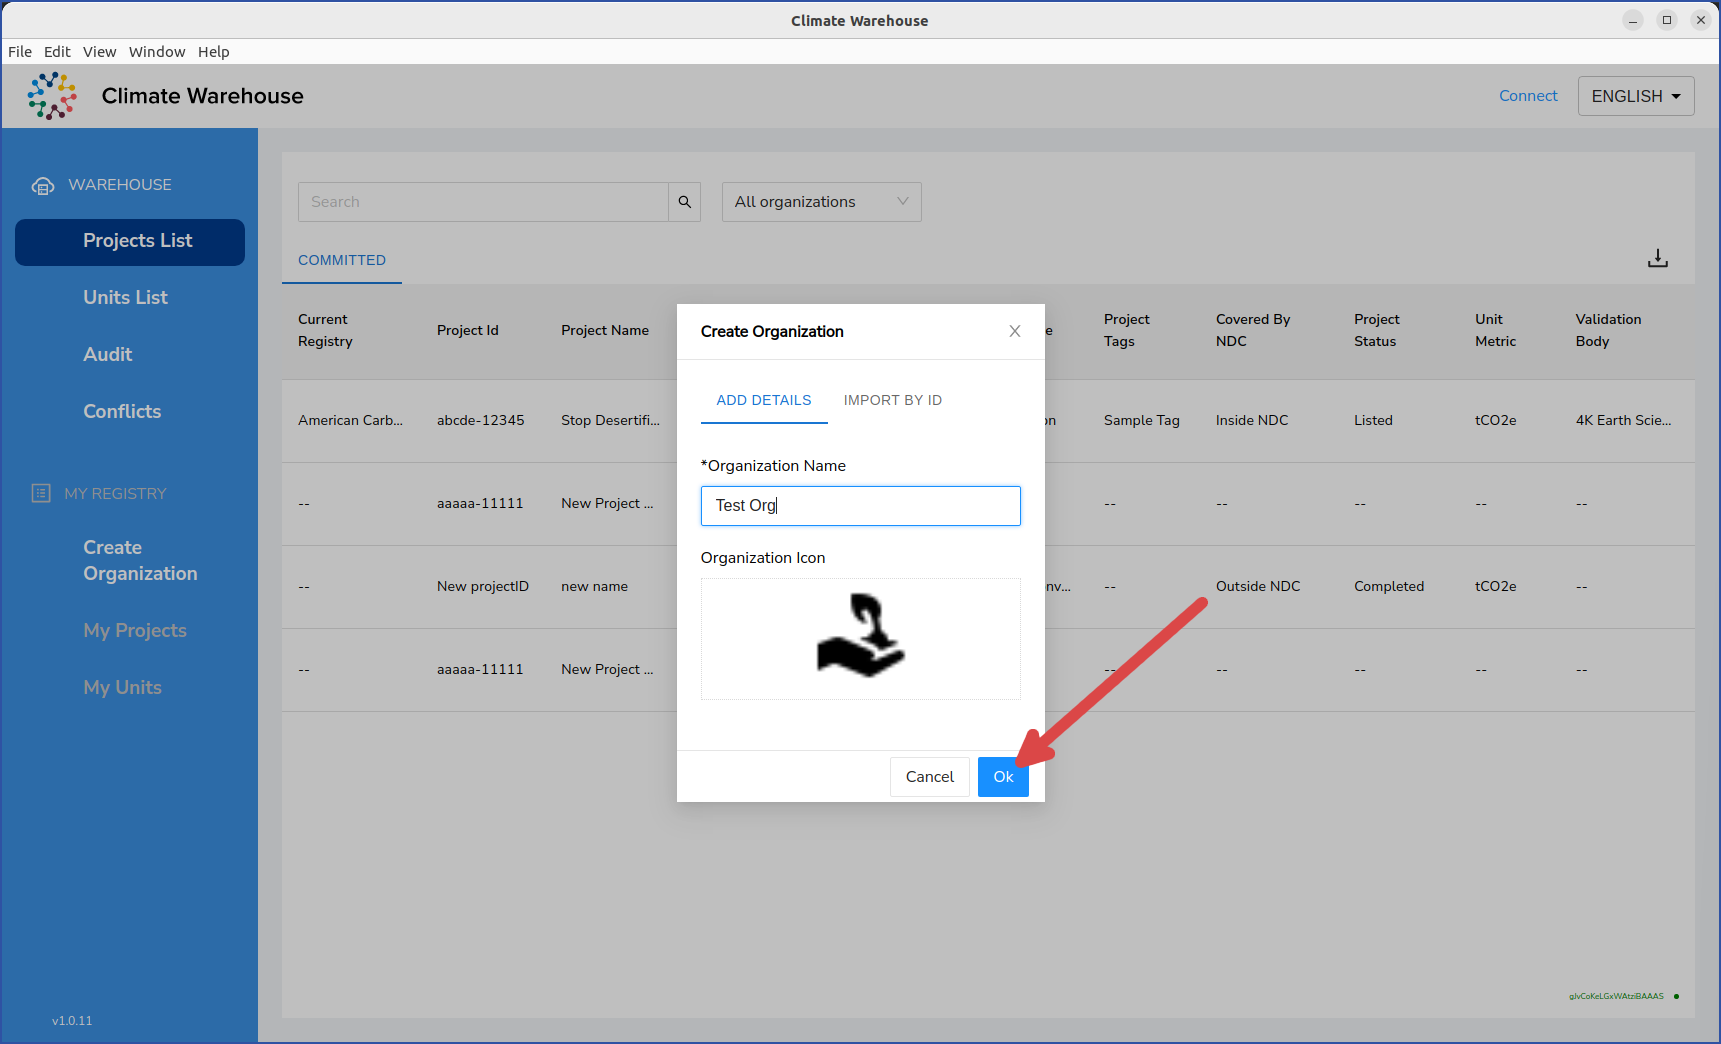 Climate Warehouse
File Edit View Window Help
Climate Warehouse
Connect
ENGLISH
WAREHOUSE
Projects List
Units List
Audit
Conflicts
MY REGISTRY
Create
Organization
My Projects
My Units
v1.0.11
Search
All organizations
COMMITTED
Current
Registry
Project Id
Project Name
e
Project
Tags
Covered By
NDC
Project
Status
Unit
Metric
Validation
Body
American Carb... abcde-12345 Stop Desertifi... on Sample Tag Inside NDC Listed tCO2e 4K Earth Scie...
-- aaaaa-11111 New Project ... -- -- -- -- --
-- New projectID new name nv... -- Outside NDC Completed tCO2e --
-- aaaaa-11111 New Project ... -- -- -- -- --
Create Organization
ADD DETAILS IMPORT BY ID
*Organization Name
Test Org
Organization Icon
Cancel Ok